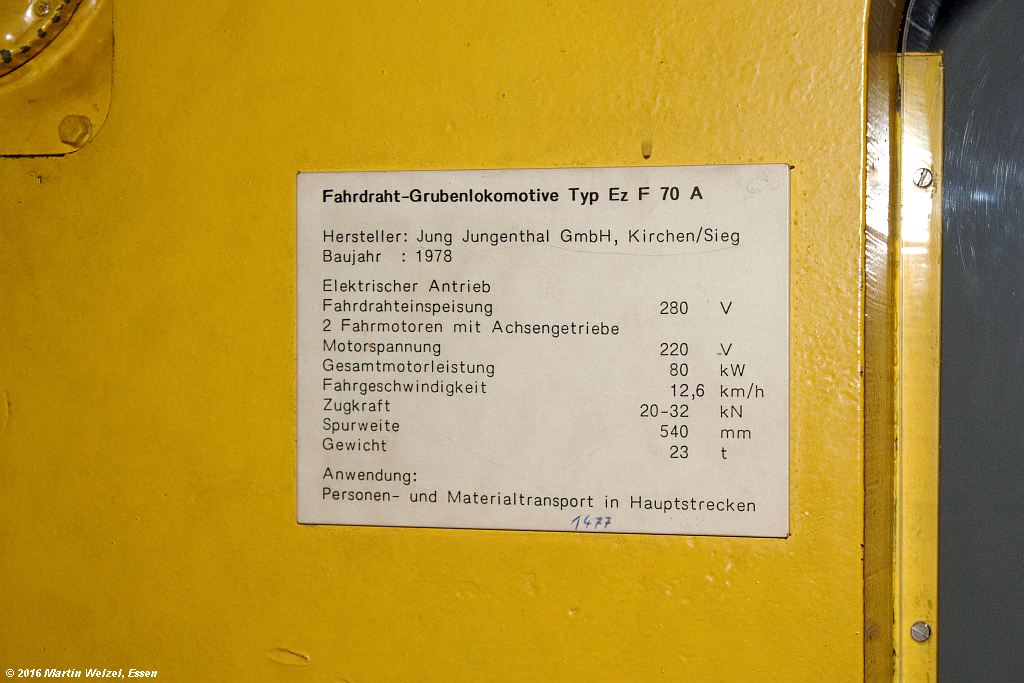 Fahrdraht-Grubenlokomotive Typ Ez F 70 A
Hersteller: Jung Jungenthal GmbH, Kirchen/Sieg
Baujahr : 1978
Elektrischer Antrieb
Fahrdrahteinspeisung 280 V
2 Fahrmotoren mit Achsengetriebe
Motorspannung 220 V
Gesamtmotorleistung 80 kW
Fahrgeschwindigkeit 12,6 km/h
Zugkraft 20-32 kN
Spurweite 540 mm
Gewicht 23 t
Anwendung:
Personen- und Materialtransport in Hauptstrecken
1477
© 2016 Martin Welzel, Essen